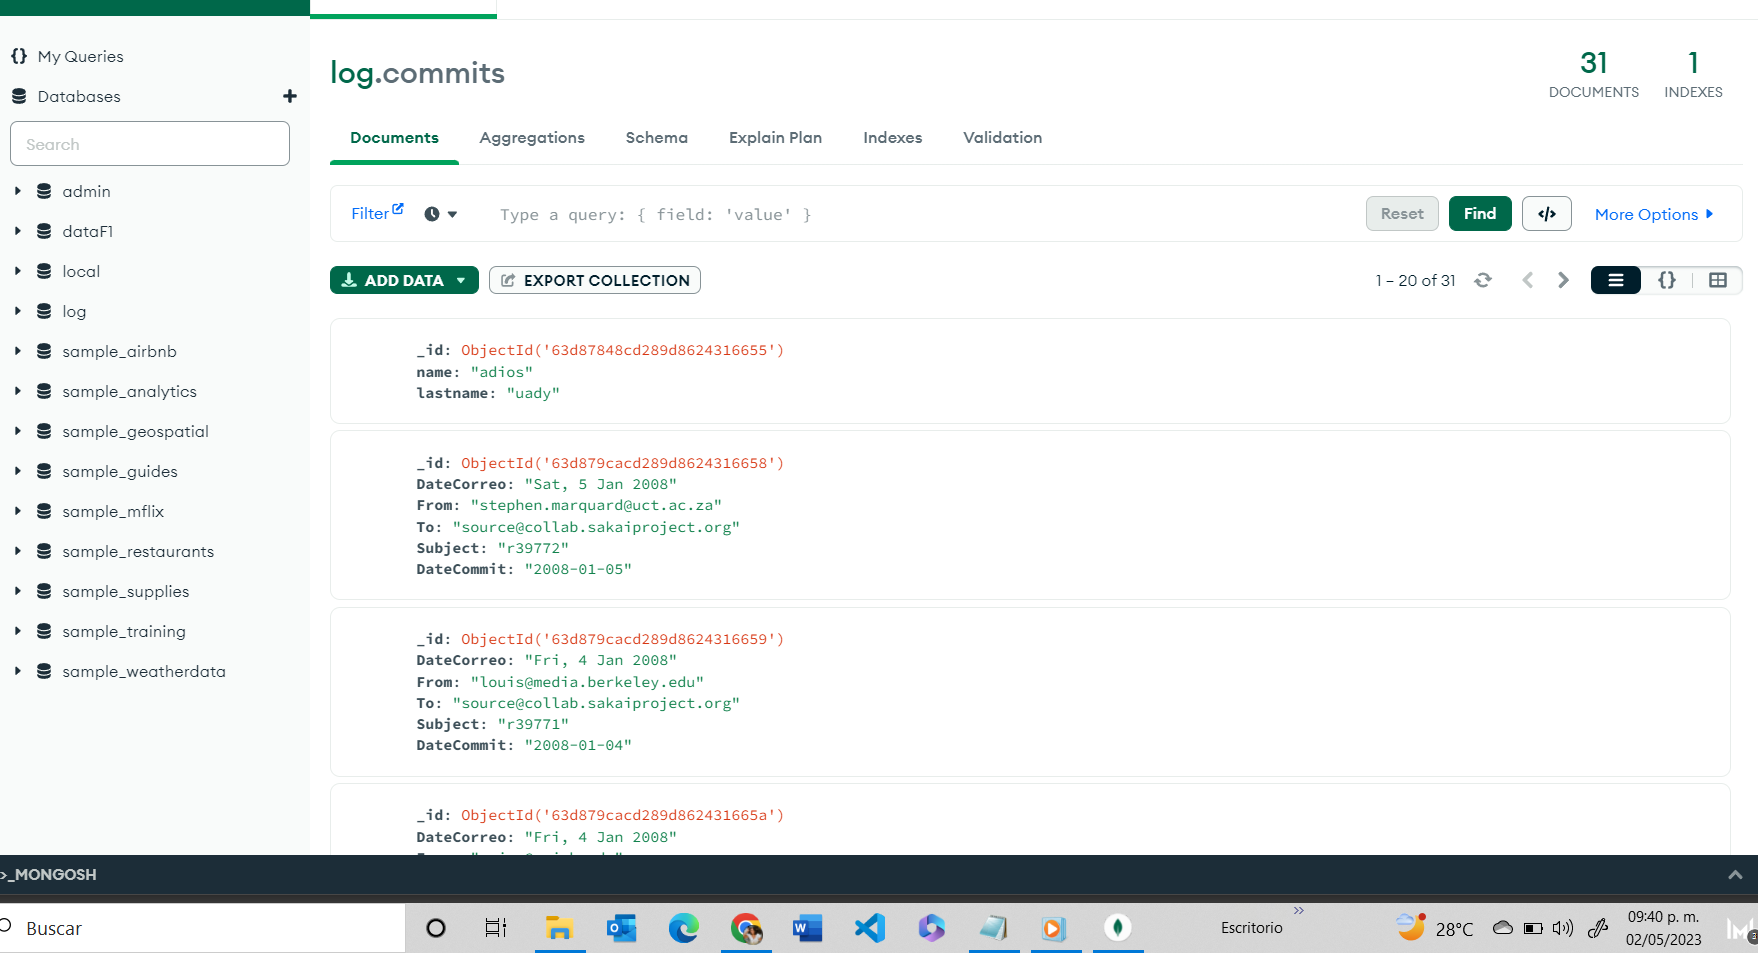 My Queries
Databases
Search
admin
dataF1
local
log
sample_airbnb
sample_analytics
sample_geospatial
sample_guides
sample_mflix
sample_restaurants
sample_supplies
sample_training
sample_weatherdata
log.commits
31
DOCUMENTS
1
INDEXES
Documents Aggregations Schema Explain Plan Indexes Validation
Filter Type a query: { field: 'value' } Reset Find </> More Options
ADD DATA EXPORT COLLECTION 1 – 20 of 31 {}
_id: ObjectId('63d87848cd289d8624316655')
name: "adios"
lastname: "uady"
_id: ObjectId('63d879cacd289d8624316658')
DateCorreo: "Sat, 5 Jan 2008"
From: "stephen.marquard@uct.ac.za"
To: "source@collab.sakaiproject.org"
Subject: "r39772"
DateCommit: "2008-01-05"
_id: ObjectId('63d879cacd289d8624316659')
DateCorreo: "Fri, 4 Jan 2008"
From: "louis@media.berkeley.edu"
To: "source@collab.sakaiproject.org"
Subject: "r39771"
DateCommit: "2008-01-04"
_id: ObjectId('63d879cacd289d862431665a')
DateCorreo: "Fri, 4 Jan 2008"
>_MONGOSH
Buscar
Escritorio
28°C
09:40 p. m.
02/05/2023